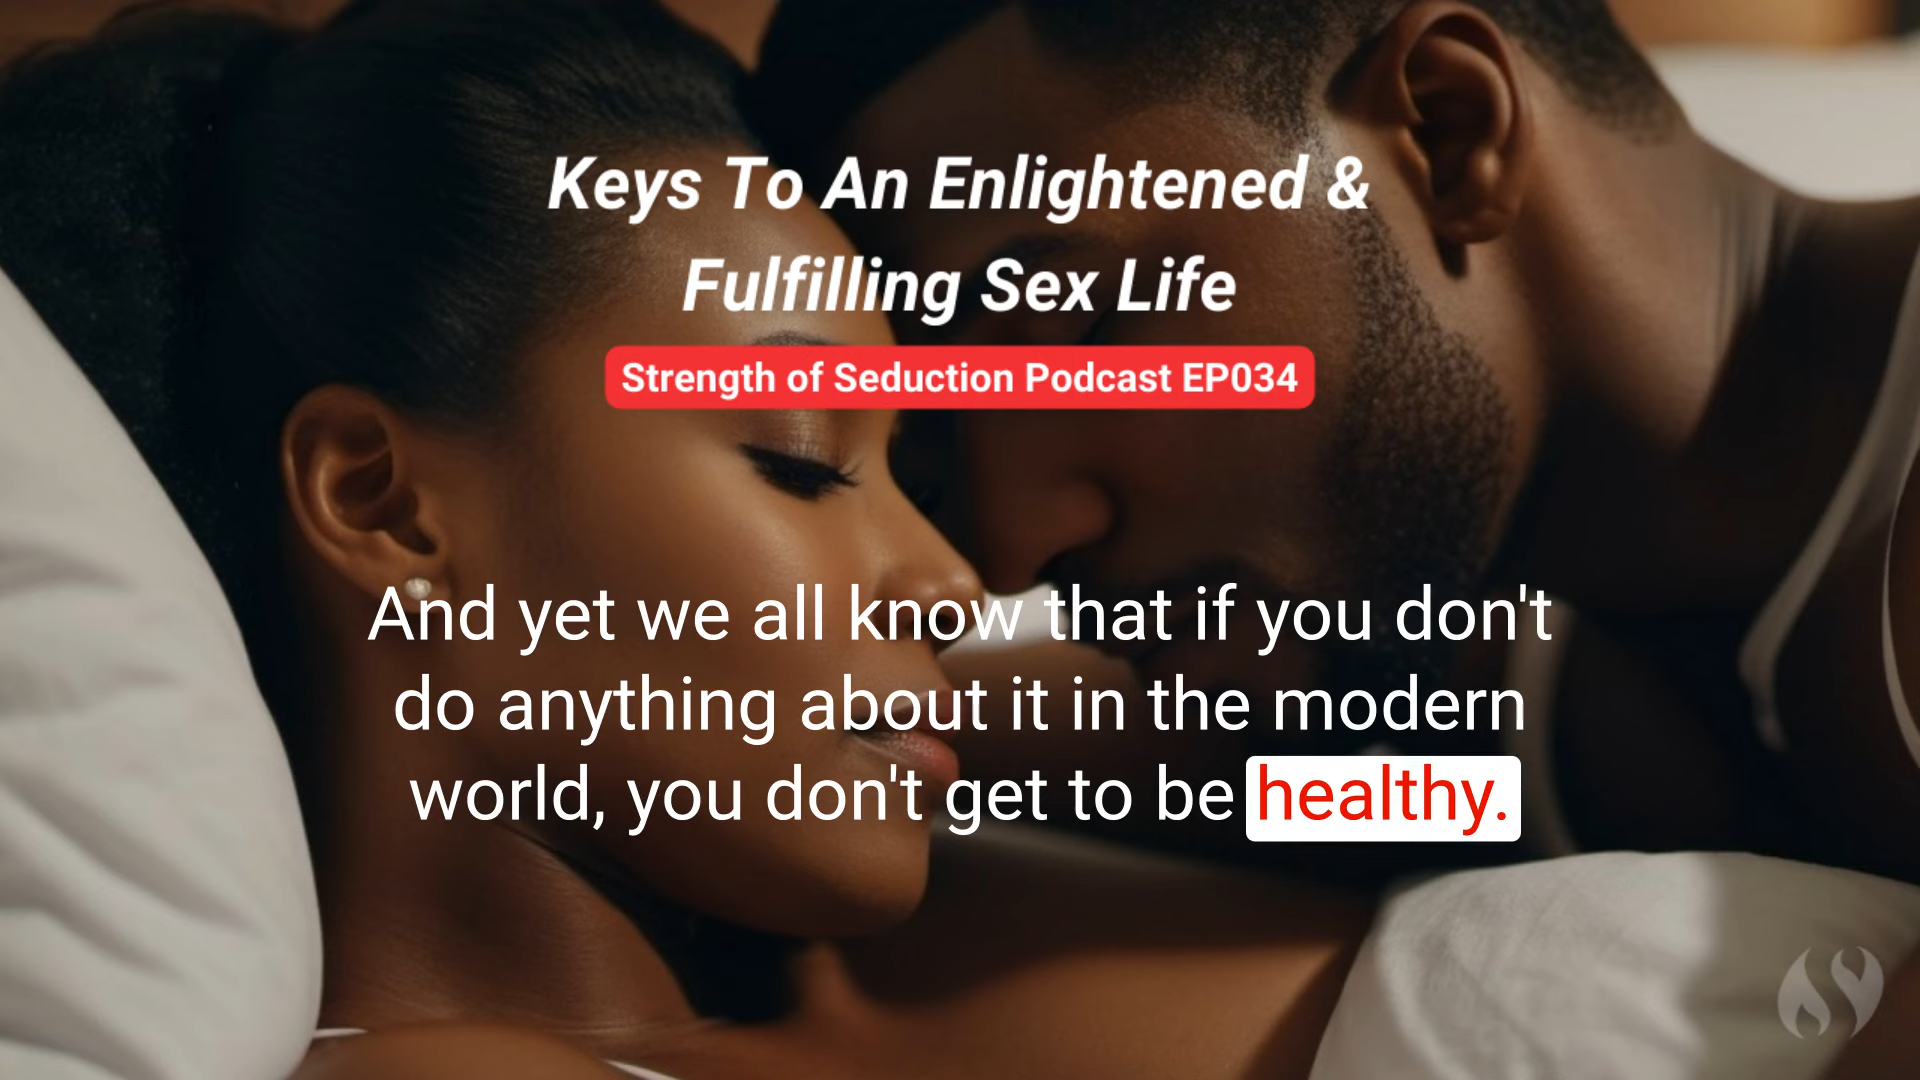 Keys To An Enlightened &
Fulfilling Sex Life
Strength of Seduction Podcast EP034
And yet we all know that if you don't
do anything about it in the modern
world, you don't get to be healthy.